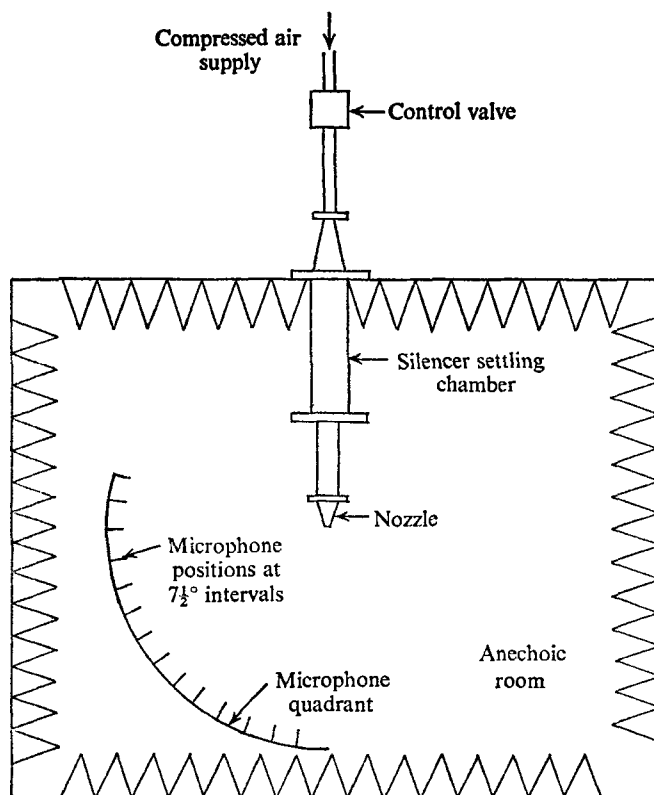 Compressed air
supply
Control valve
Silencer settling
chamber
Nozzle
Microphone
positions at
7½° intervals
Microphone
quadrant
Anechoic
room